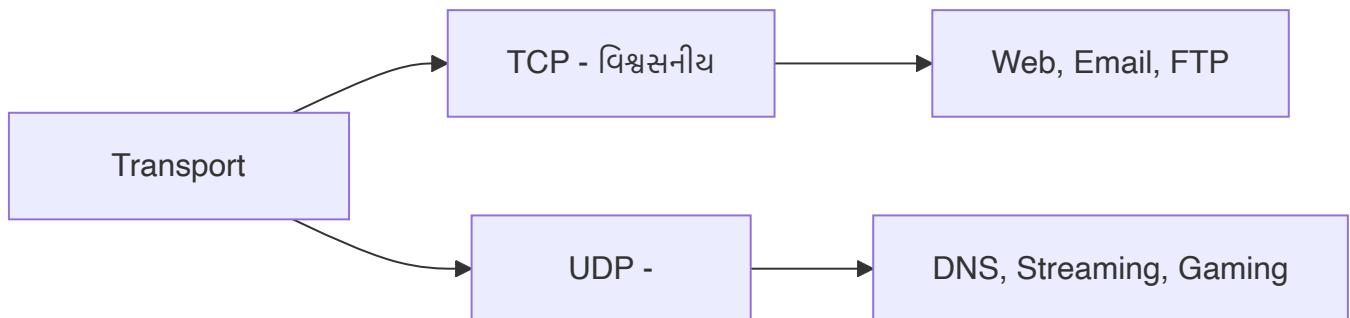 TCP - વિશ્વસનીય
Web, Email, FTP
Transport
UDP -
DNS, Streaming, Gaming